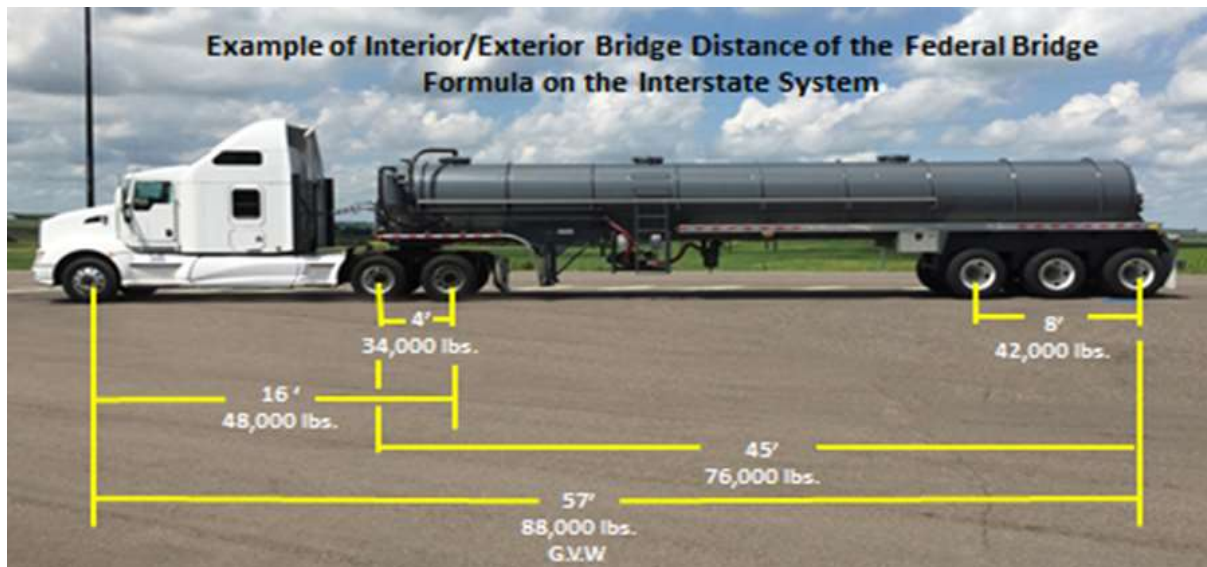 Example of Interior/Exterior Bridge Distance of the Federal Bridge
Formula on the Interstate System
4'
34,000 lbs.
8'
42,000 lbs.
16 '
48,000 lbs.
45'
76,000 lbs.
57'
88,000 lbs.
G.V.W